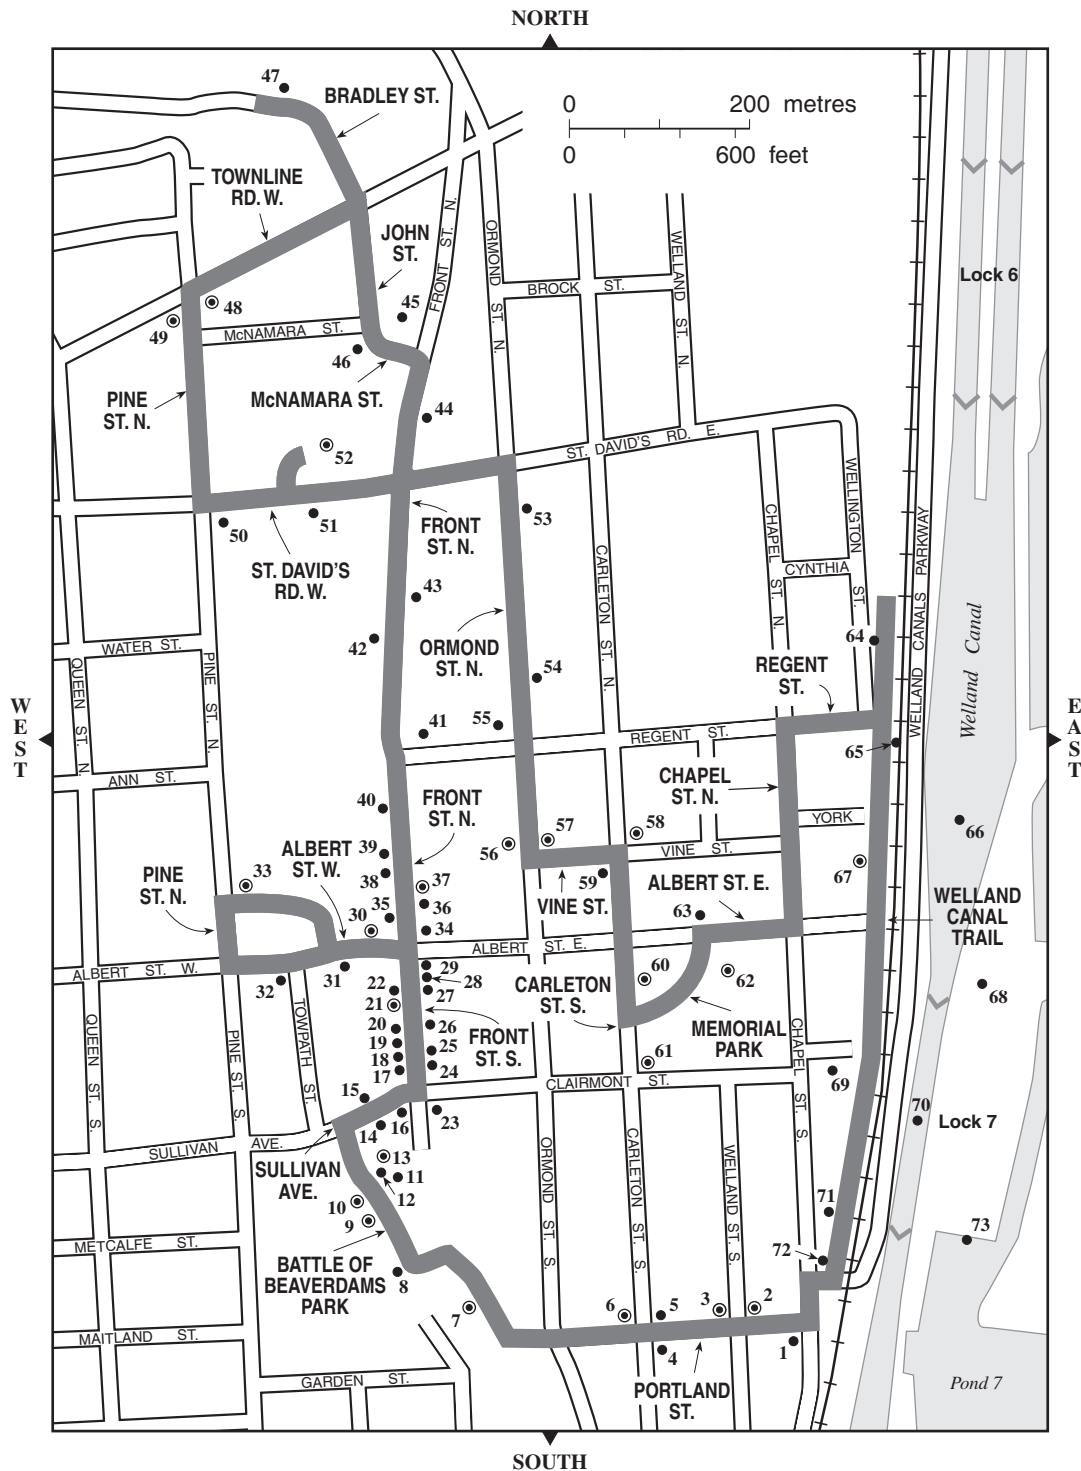 NORTH
47
BRADLEY ST.
0 200 metres
0 600 feet
TOWNLINE
RD. W.
JOHN
ST.
FRONT ST. N.
ORMOND ST. N.
WELLAND ST. N.
BROCK ST.
Lock 6
48
49
45
McNAMARA ST.
46
McNAMARA ST.
PINE
ST. N.
44
52
ST. DAVID'S RD. E.
50
51
53
FRONT
ST. N.
ST. DAVID'S
RD. W.
CARLETON ST. N.
CHAPEL ST. N.
WELLINGTON ST.
CYNTHIA
WELLAND CANALS PARKWAY
Welland Canal
43
42
ORMOND
ST. N.
54
64
WATER ST.
QUEEN ST. N.
PINE ST. N.
REGENT
ST.
WEST
EAST
41
55
REGENT ST.
65
ANN ST.
CHAPEL
ST. N.
40
FRONT
ST. N.
YORK
66
57
58
56
39
ALBERT
ST. W.
VINE ST.
38
33
PINE
ST. N.
37
59
ALBERT ST. E.
67
36
35
30
VINE ST.
63
WELLAND
CANAL
TRAIL
34
ALBERT ST. E.
ALBERT ST. W.
31
32
29
28
27
22
21
CARLETON
ST. S.
60
62
68
QUEEN ST. S.
PINE ST. S.
TOWPATH ST.
20
19
18
17
26
25
24
FRONT
ST. S.
MEMORIAL
PARK
CHAPEL ST. S.
61
69
CLAIRMONT ST.
15
16
14
23
70
Lock 7
SULLIVAN AVE.
SULLIVAN
AVE.
13
11
12
ORMOND ST. S.
CARLETON ST. S.
WELLAND ST. S.
10
9
71
73
METCALFE ST.
BATTLE OF
BEAVERDAMS
PARK
72
8
7
6
5
3
2
4
1
MAITLAND ST.
PORTLAND
ST.
GARDEN ST.
Pond 7
SOUTH